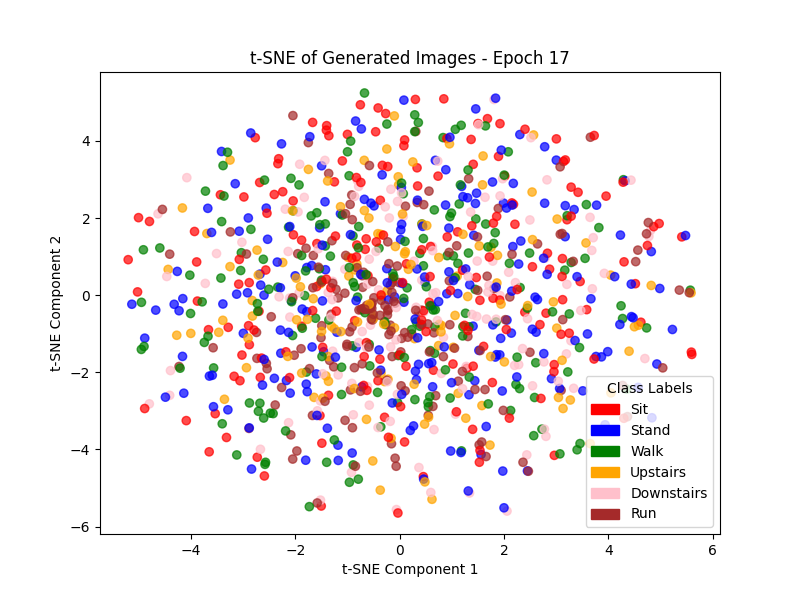 t-SNE of Generated Images - Epoch 17
t-SNE Component 2
4
2
0
−2
−4
−6
Class Labels
Sit
Stand
Walk
Upstairs
Downstairs
Run
−4
−2
0
2
4
6
t-SNE Component 1